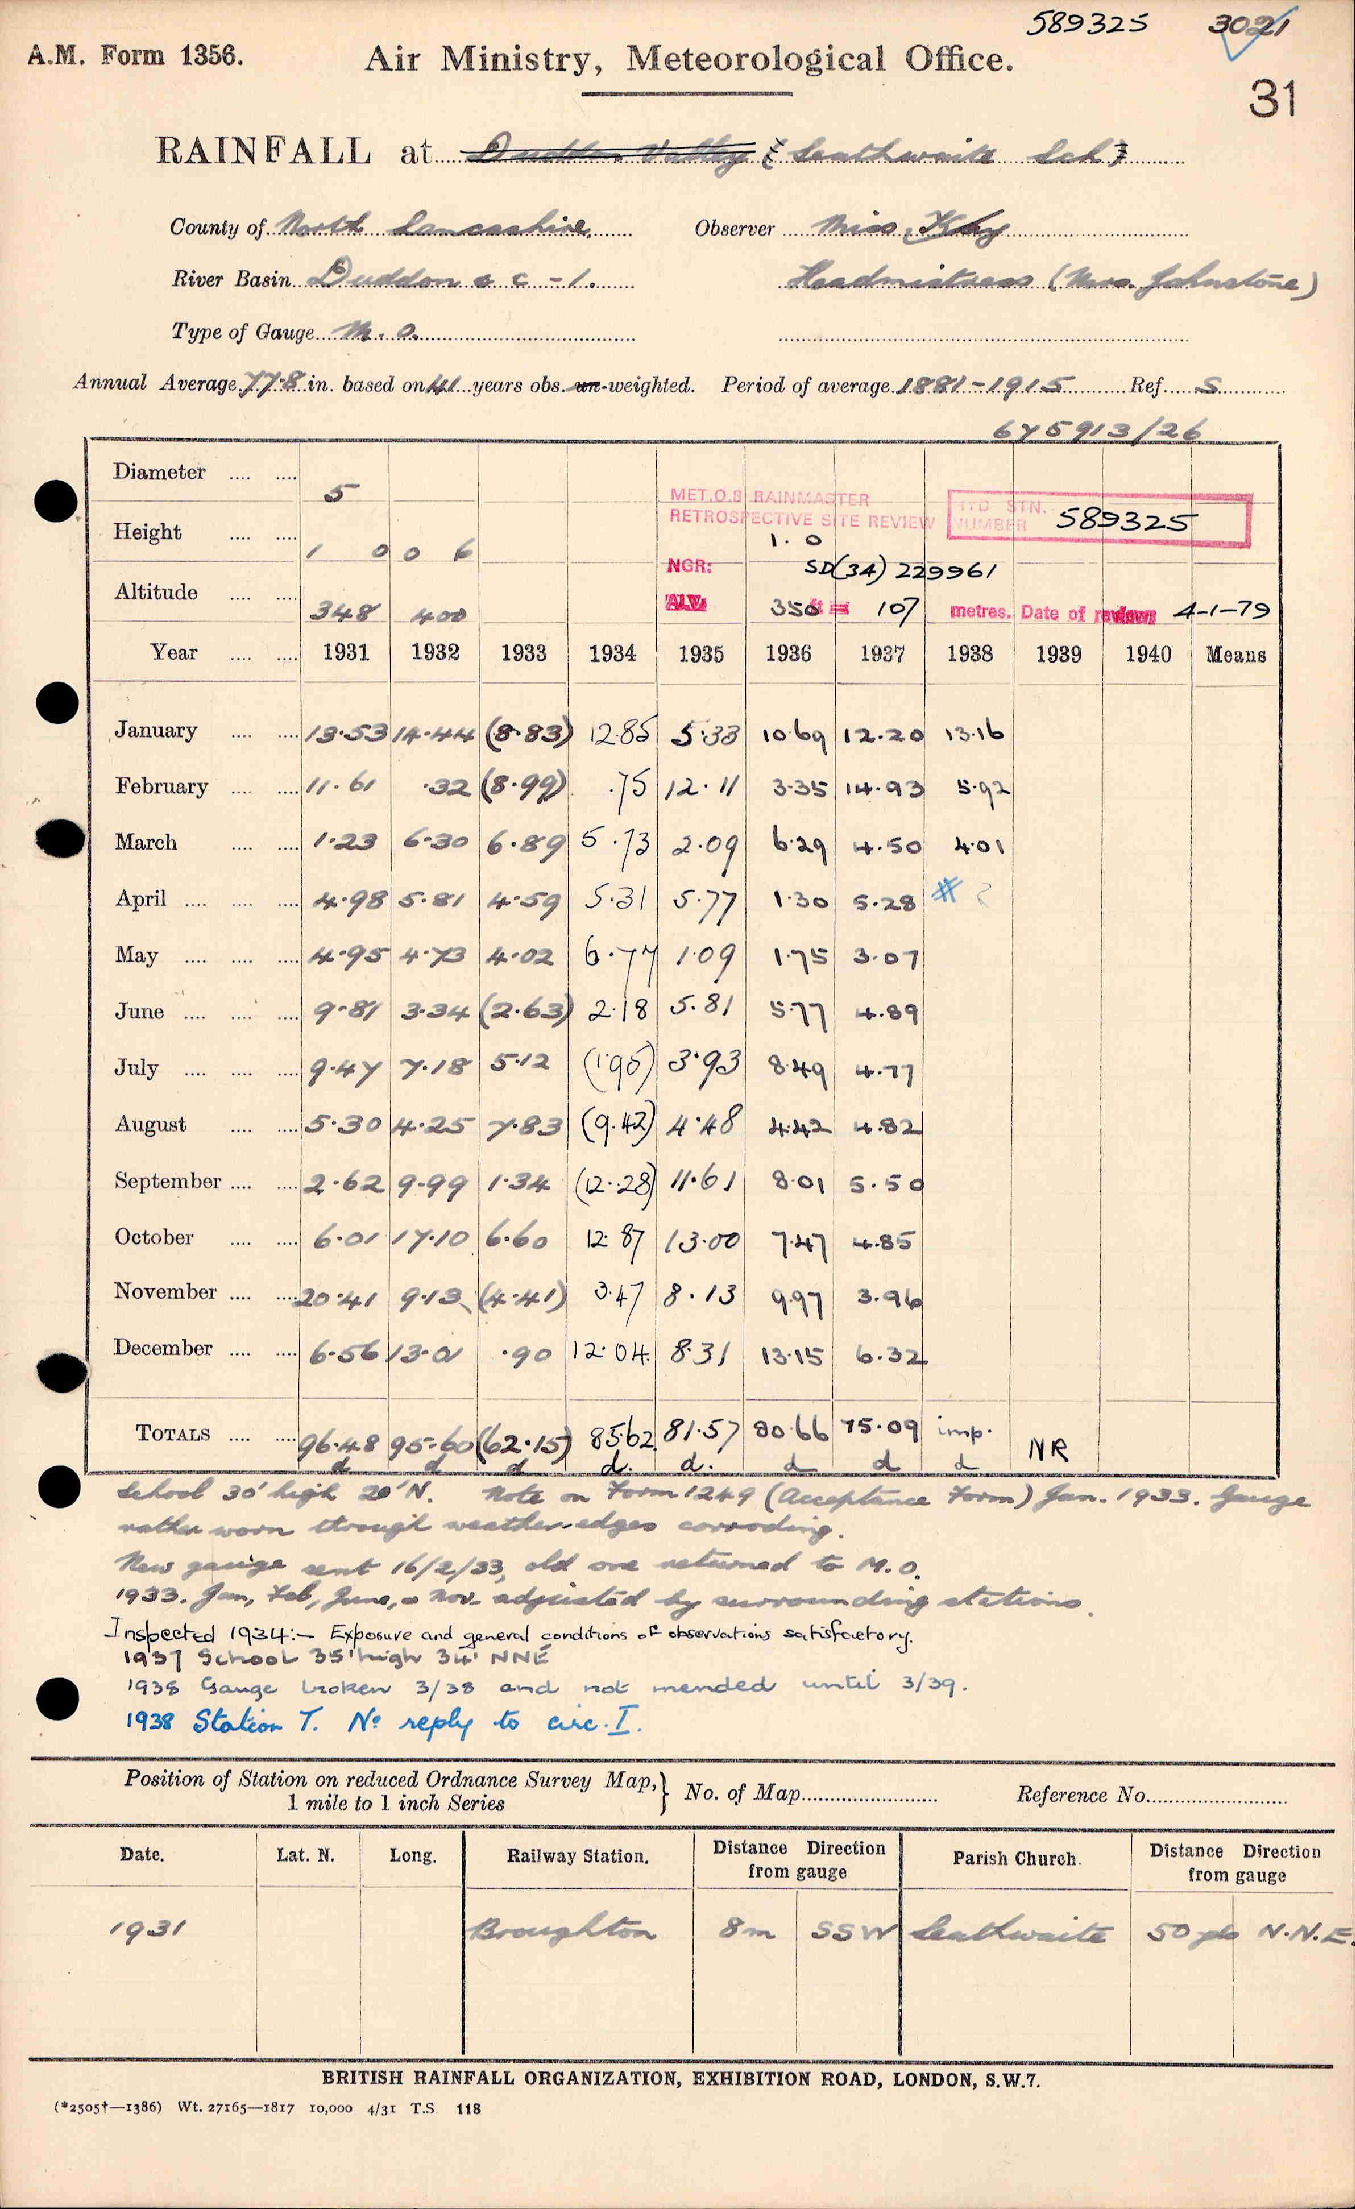 589325 3021
A.M. Form 1356. Air Ministry, Meteorological Office.
31
RAINFALL at Duddon Valley (Seathwaite Sch)
County of North Lancashire Observer Miss Kay
River Basin Duddon & c - 1. Headmistress (Mrs. Johnstone)
Type of Gauge M.O.
Annual Average 77.8 in. based on 41 years obs. un-weighted. Period of average 1881-1915 Ref. S
675913/26
Diameter 5
MET.O.8 RAINMASTER
RETROSPECTIVE SITE REVIEW
HYD STN. NUMBER 589325
Height 1 0 0 6 1.0
NGR: SD(34) 229961
Altitude 348 400 350 ft = 107 metres. Date of review 4-1-79
Year 1931 1932 1933 1934 1935 1936 1937 1938 1939 1940 Means
January 13.53 14.44 (8.83) 12.85 5.33 10.69 12.20 13.16
February 11.61 .32 (8.99) .75 12.11 3.35 14.93 5.92
March 1.23 6.30 6.89 5.73 2.09 6.29 4.50 4.01
April 4.98 5.81 4.59 5.31 5.77 1.30 5.28 # ?
May 4.95 4.73 4.02 6.77 1.09 1.75 3.07
June 9.81 3.34 (2.63) 2.18 5.81 5.77 4.89
July 9.47 7.18 5.12 (1.95) 3.93 8.49 4.77
August 5.30 4.25 7.83 (9.42) 4.48 4.42 4.82
September 2.62 9.99 1.34 (12.28) 11.61 8.01 5.50
October 6.01 17.10 6.60 12.87 13.00 7.47 4.85
November 20.41 9.13 (4.41) 3.47 8.13 9.97 3.96
December 6.56 13.01 .90 12.04 8.31 13.15 6.32
TOTALS 96.48 95.60 (62.15) 85.62 81.57 80.66 75.09 imp. NR
d d d d. d. d d d
School 30' high 20' N. Note on Form 1249 (Acceptance Form) Jan. 1933. Gauge
rather worn through weather-edges corroding.
New gauge sent 16/2/33, old one returned to M.O.
1933. Jan, Feb, June, & Nov. adjusted by surrounding stations.
Inspected 1934:- Exposure and general conditions of observations satisfactory.
1937 School 35' high 34' NNE
1938 Gauge broken 3/38 and not mended until 3/39.
1938 Station T. No reply to circ. I.
Position of Station on reduced Ordnance Survey Map, } No. of Map Reference No.
1 mile to 1 inch Series
Date. Lat. N. Long. Railway Station. Distance Direction from gauge Parish Church. Distance Direction from gauge
1931 Broughton 8m SSW Seathwaite 50 yds N.N.E.
BRITISH RAINFALL ORGANIZATION, EXHIBITION ROAD, LONDON, S.W.7.
(*2505†—1386) Wt. 27165—1817 10,000 4/31 T.S 118